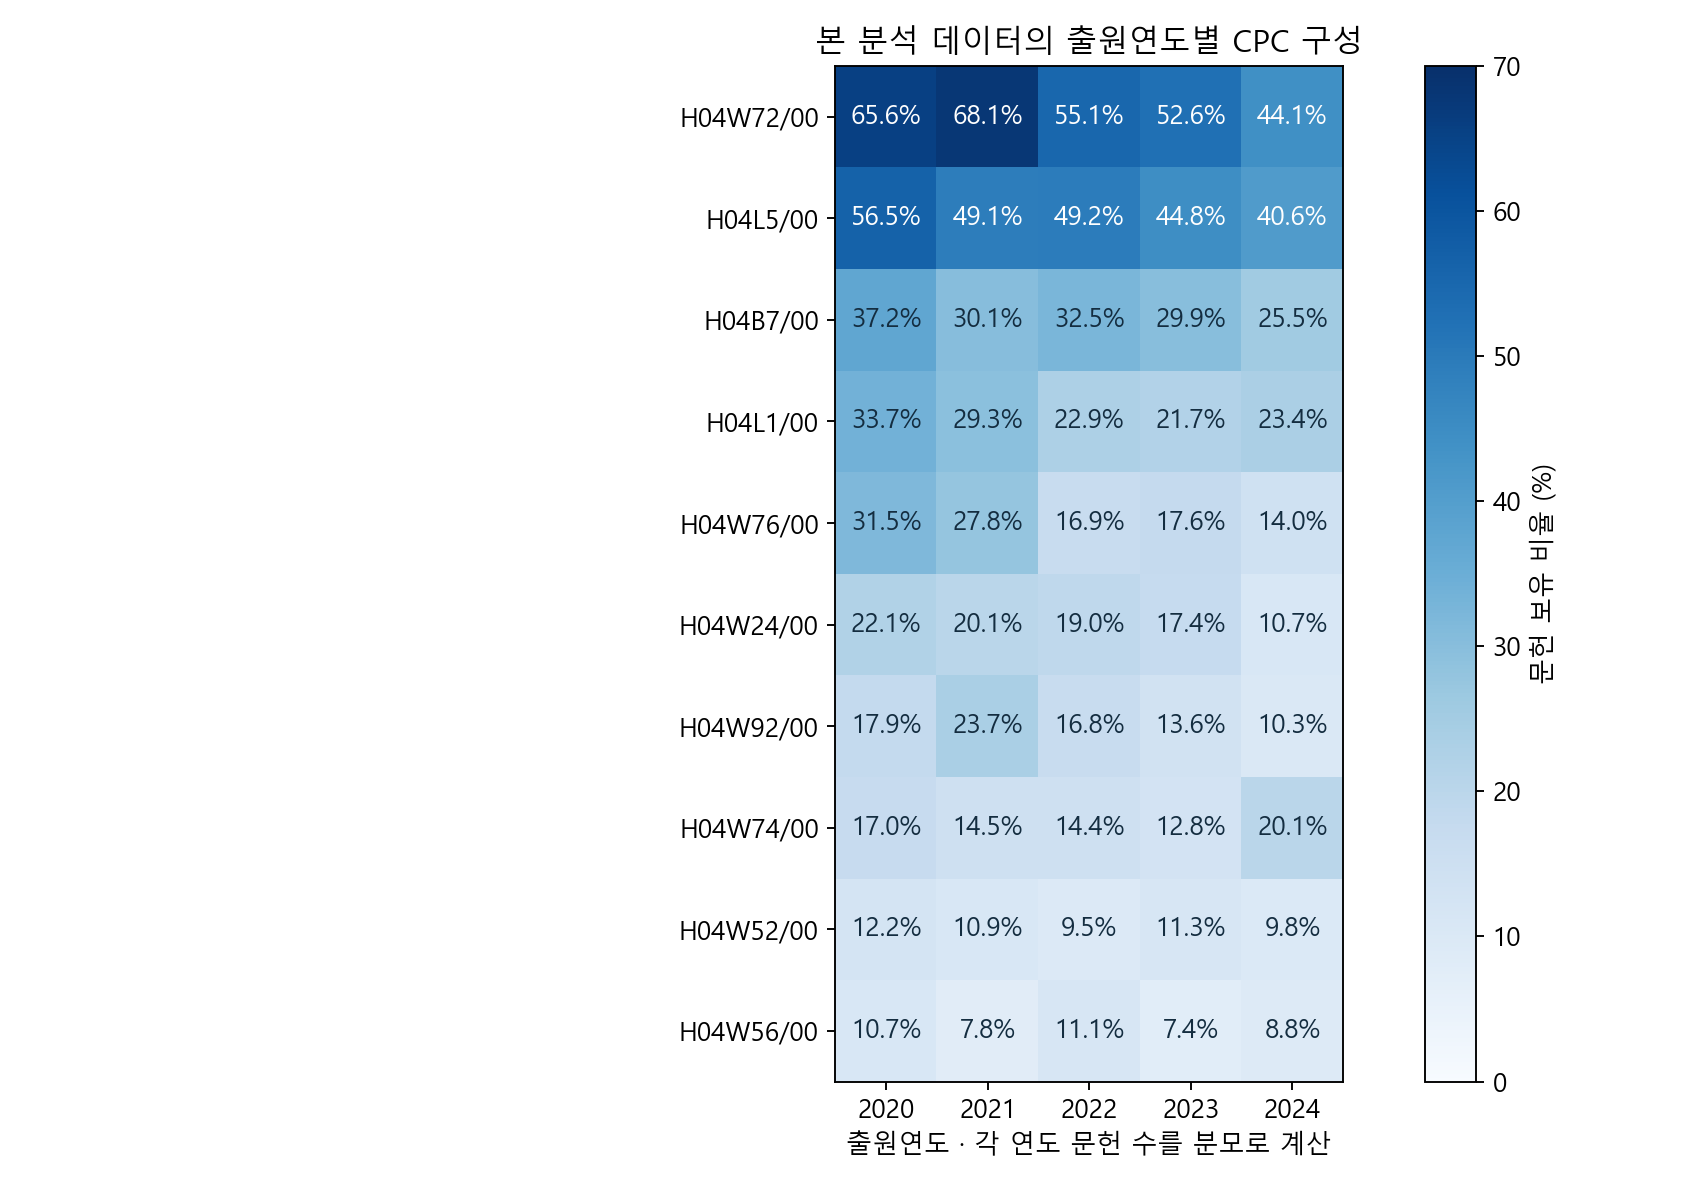 본 분석 데이터의 출원연도별 CPC 구성
H04W72/00 65.6% 68.1% 55.1% 52.6% 44.1%
H04L5/00 56.5% 49.1% 49.2% 44.8% 40.6%
H04B7/00 37.2% 30.1% 32.5% 29.9% 25.5%
H04L1/00 33.7% 29.3% 22.9% 21.7% 23.4%
H04W76/00 31.5% 27.8% 16.9% 17.6% 14.0%
H04W24/00 22.1% 20.1% 19.0% 17.4% 10.7%
H04W92/00 17.9% 23.7% 16.8% 13.6% 10.3%
H04W74/00 17.0% 14.5% 14.4% 12.8% 20.1%
H04W52/00 12.2% 10.9% 9.5% 11.3% 9.8%
H04W56/00 10.7% 7.8% 11.1% 7.4% 8.8%
2020 2021 2022 2023 2024
출원연도 · 각 연도 문헌 수를 분모로 계산
70
60
50
40
30
20
10
0
문헌 보유 비율 (%)